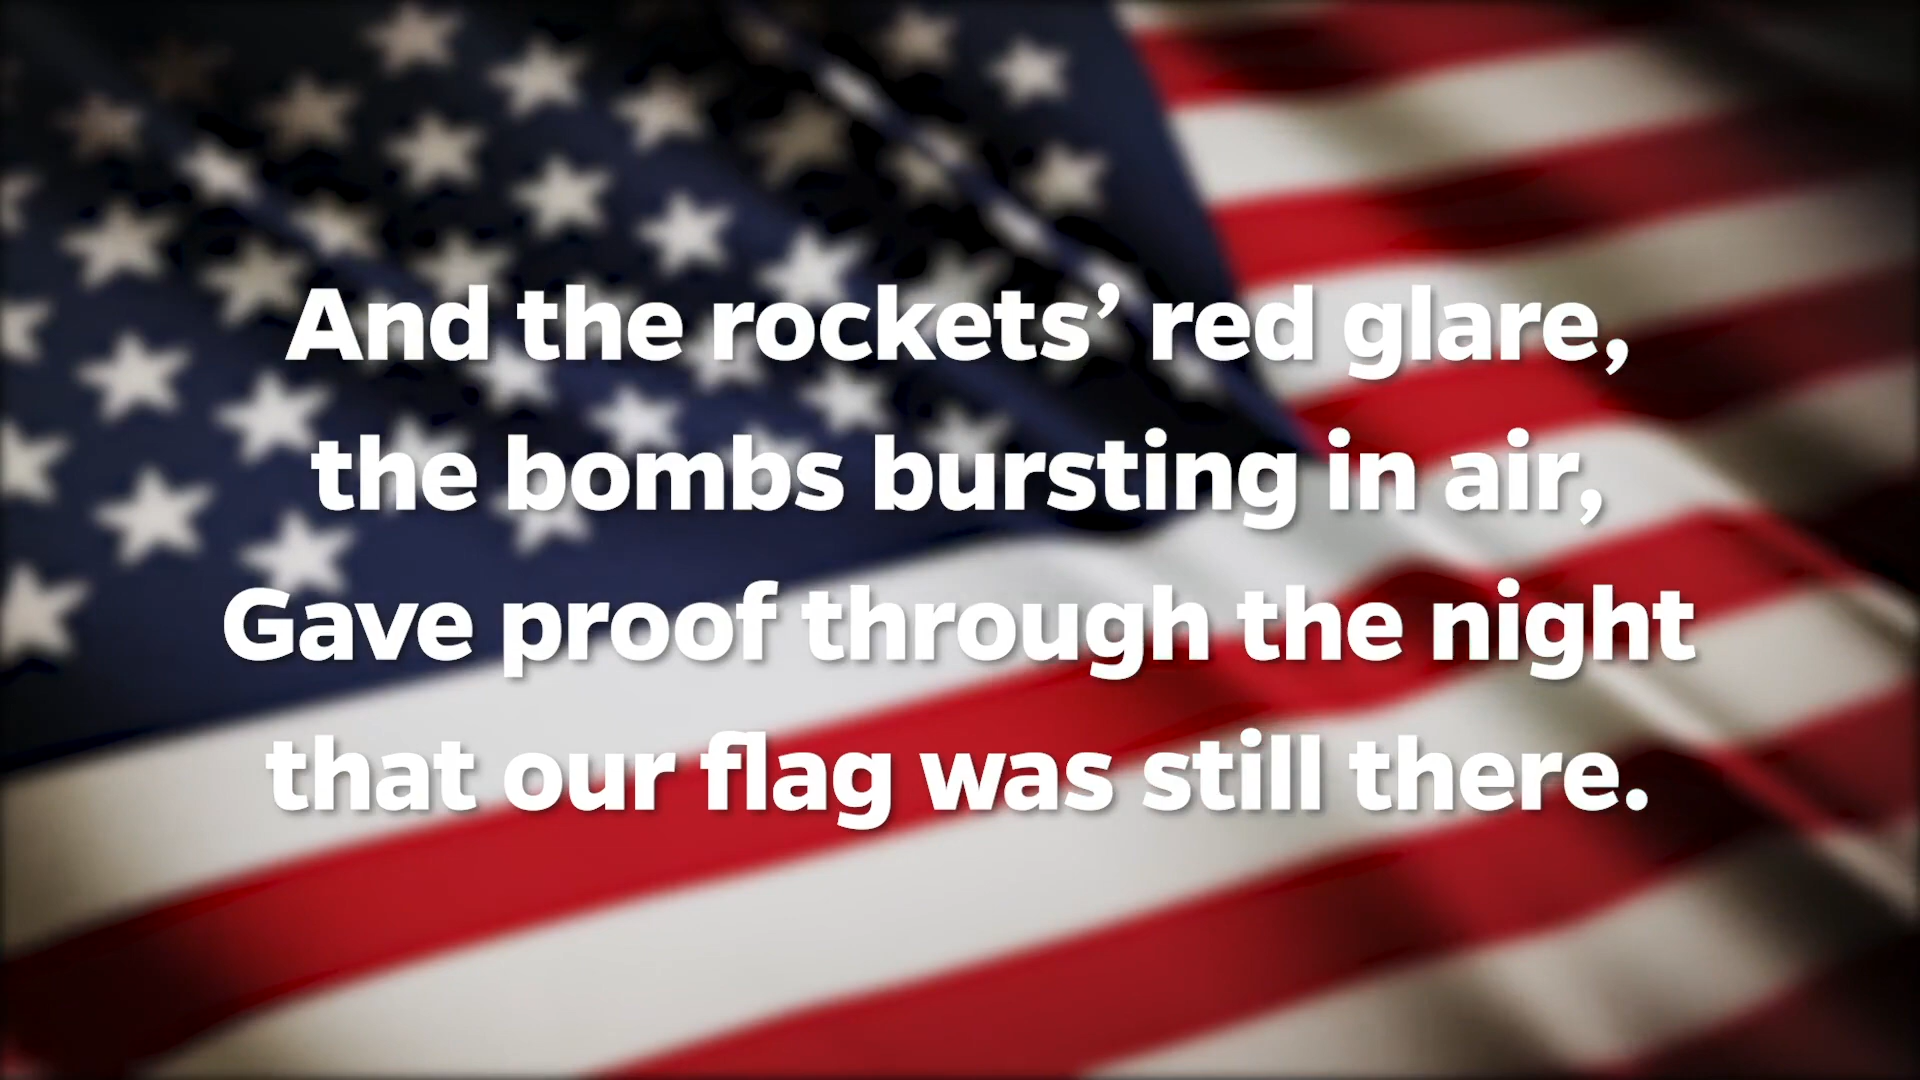 And the rockets’ red glare,
the bombs bursting in air,
Gave proof through the night
that our flag was still there.